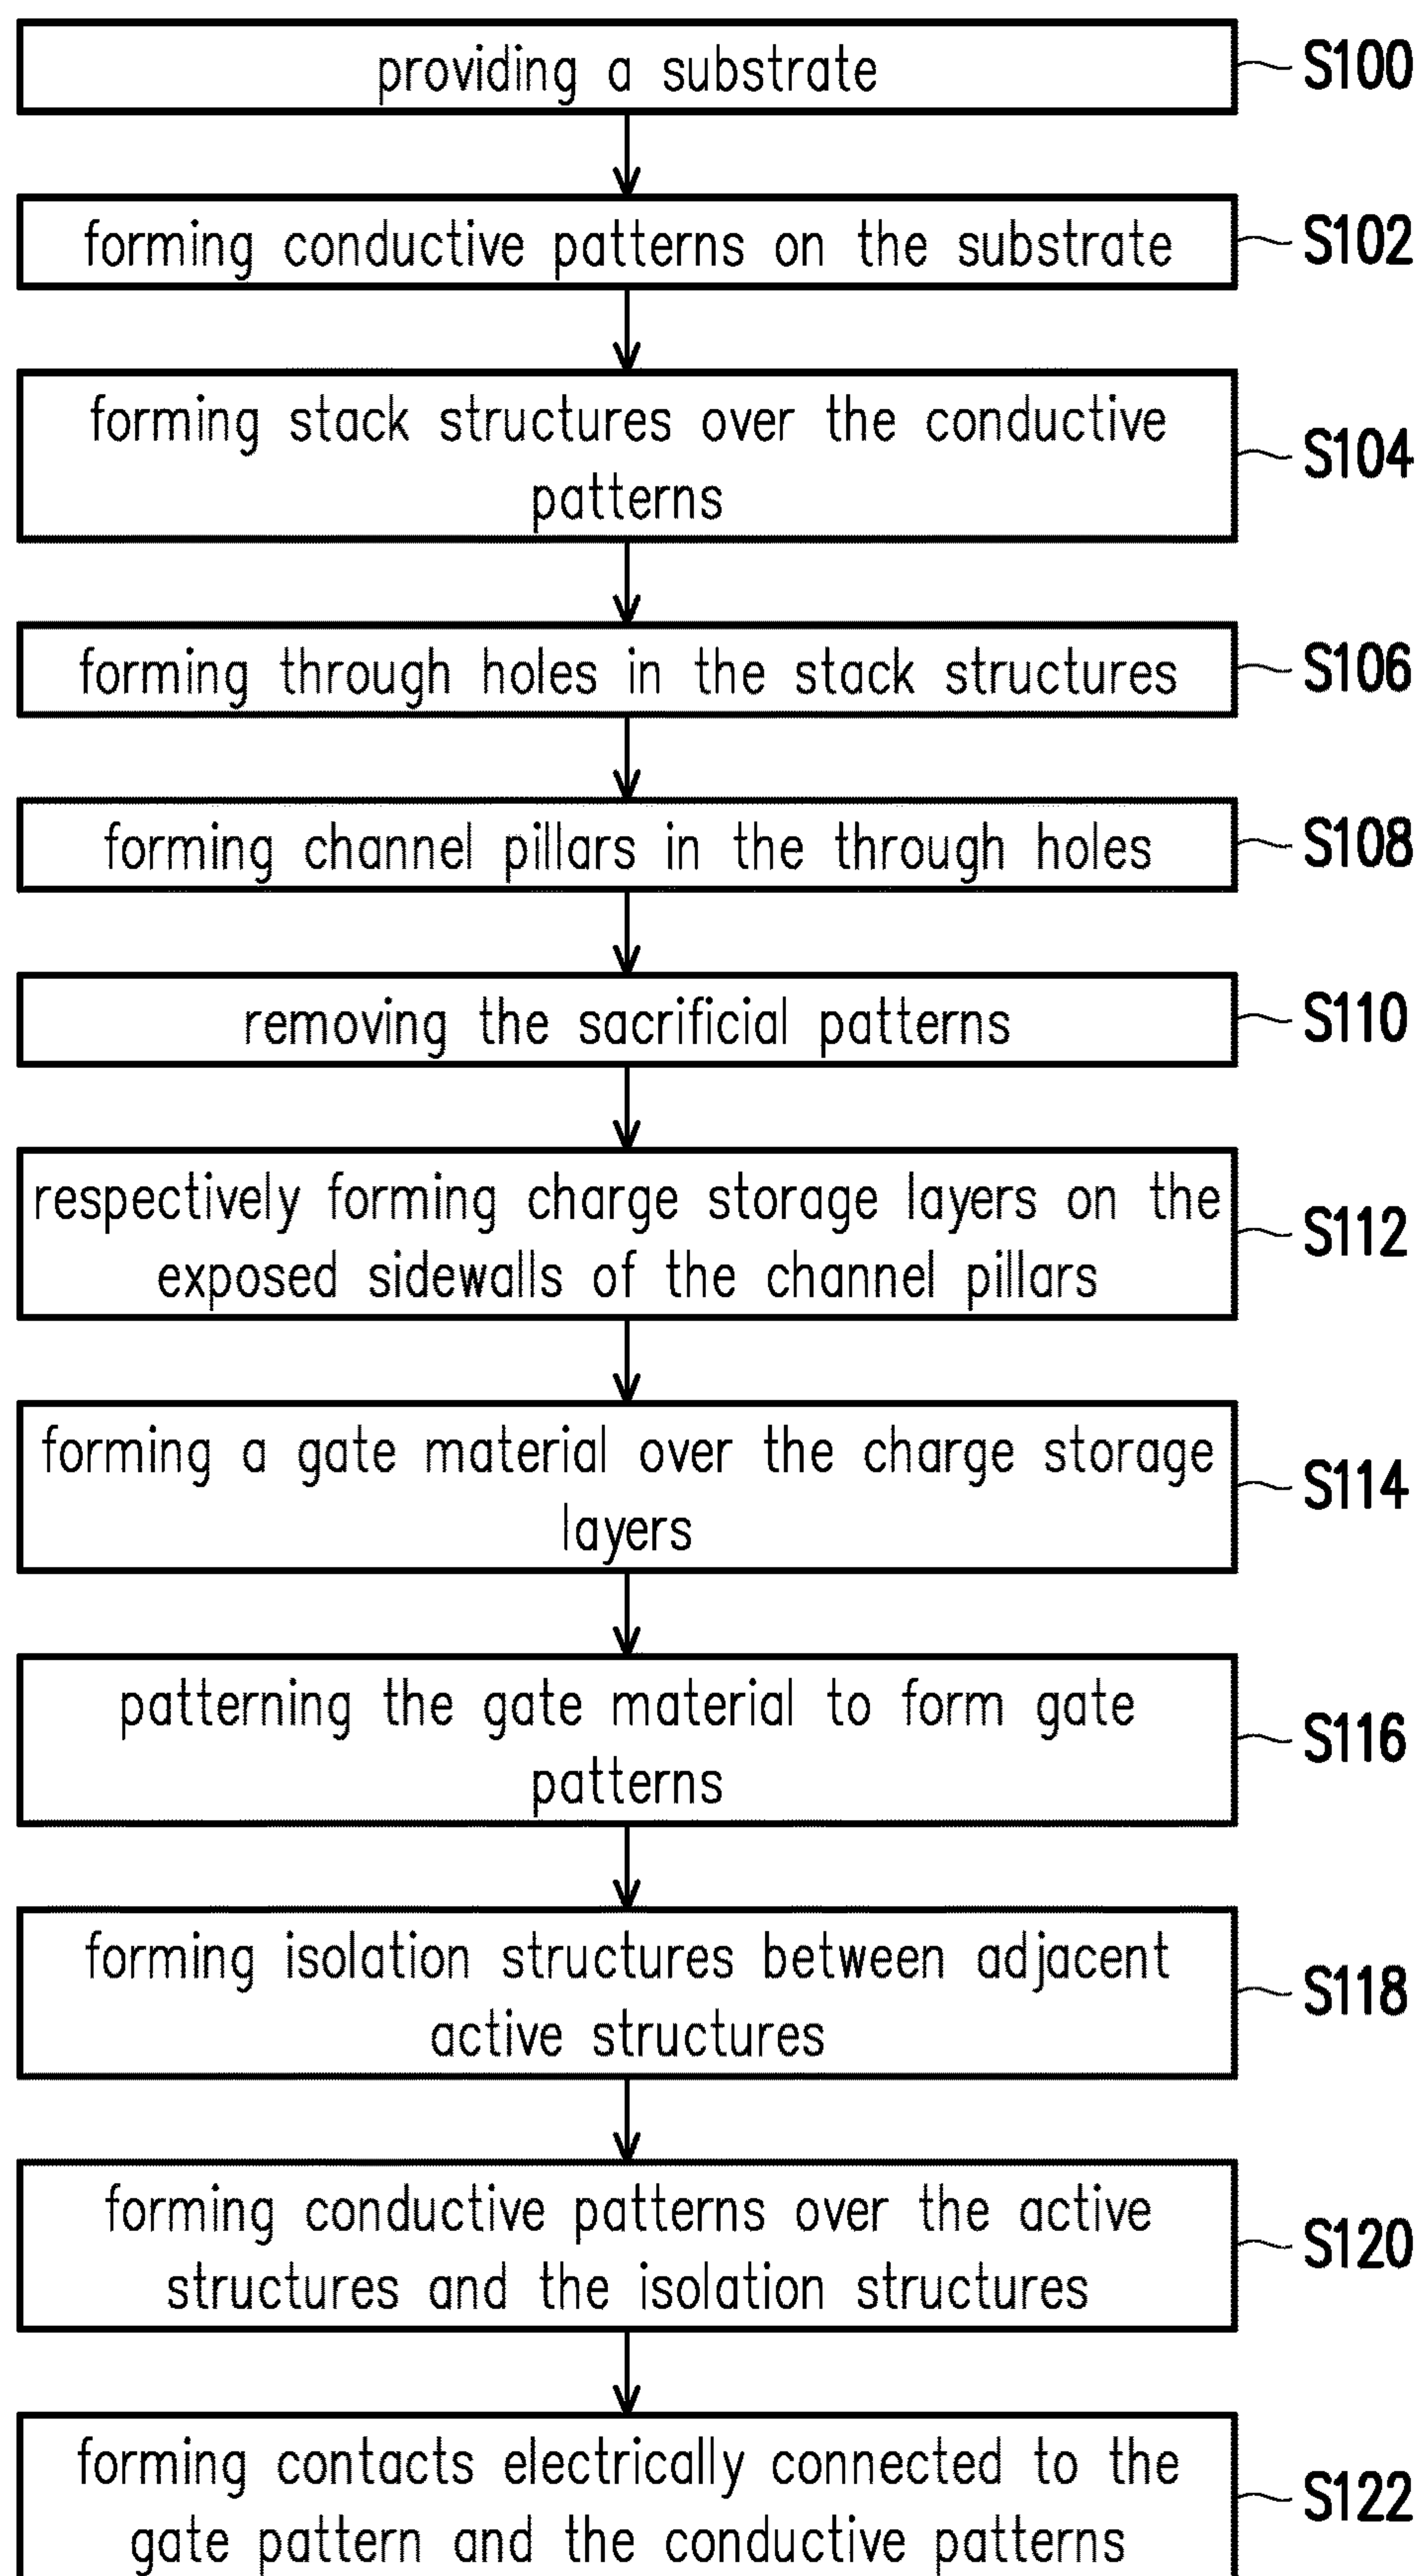 providing a substrate
S100
forming conductive patterns on the substrate
S102
forming stack structures over the conductive
patterns
S104
forming through holes in the stack structures
S106
forming channel pillars in the through holes
S108
removing the sacrificial patterns
S110
respectively forming charge storage layers on the
exposed sidewalls of the channel pillars
S112
forming a gate material over the charge storage
layers
S114
patterning the gate material to form gate
patterns
S116
forming isolation structures between adjacent
active structures
S118
forming conductive patterns over the active
structures and the isolation structures
S120
forming contacts electrically connected to the
gate pattern and the conductive patterns
S122